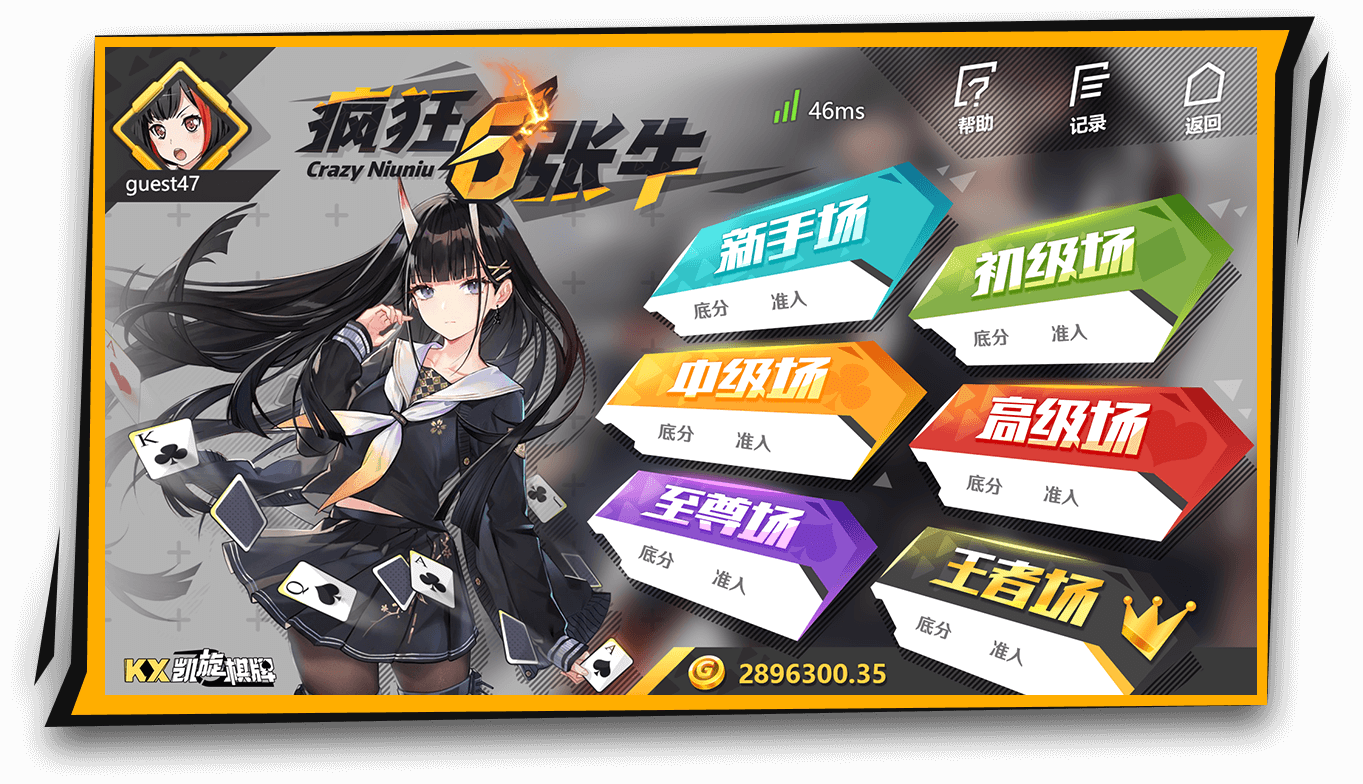 guest47
疯狂6张牛
Crazy Niuniu
46ms
帮助
记录
返回
新手场
底分 准入
初级场
底分 准入
中级场
底分 准入
高级场
底分 准入
至尊场
底分 准入
王者场
底分 准入
K
Q
A
A
KX凯旋棋牌
G 2896300.35